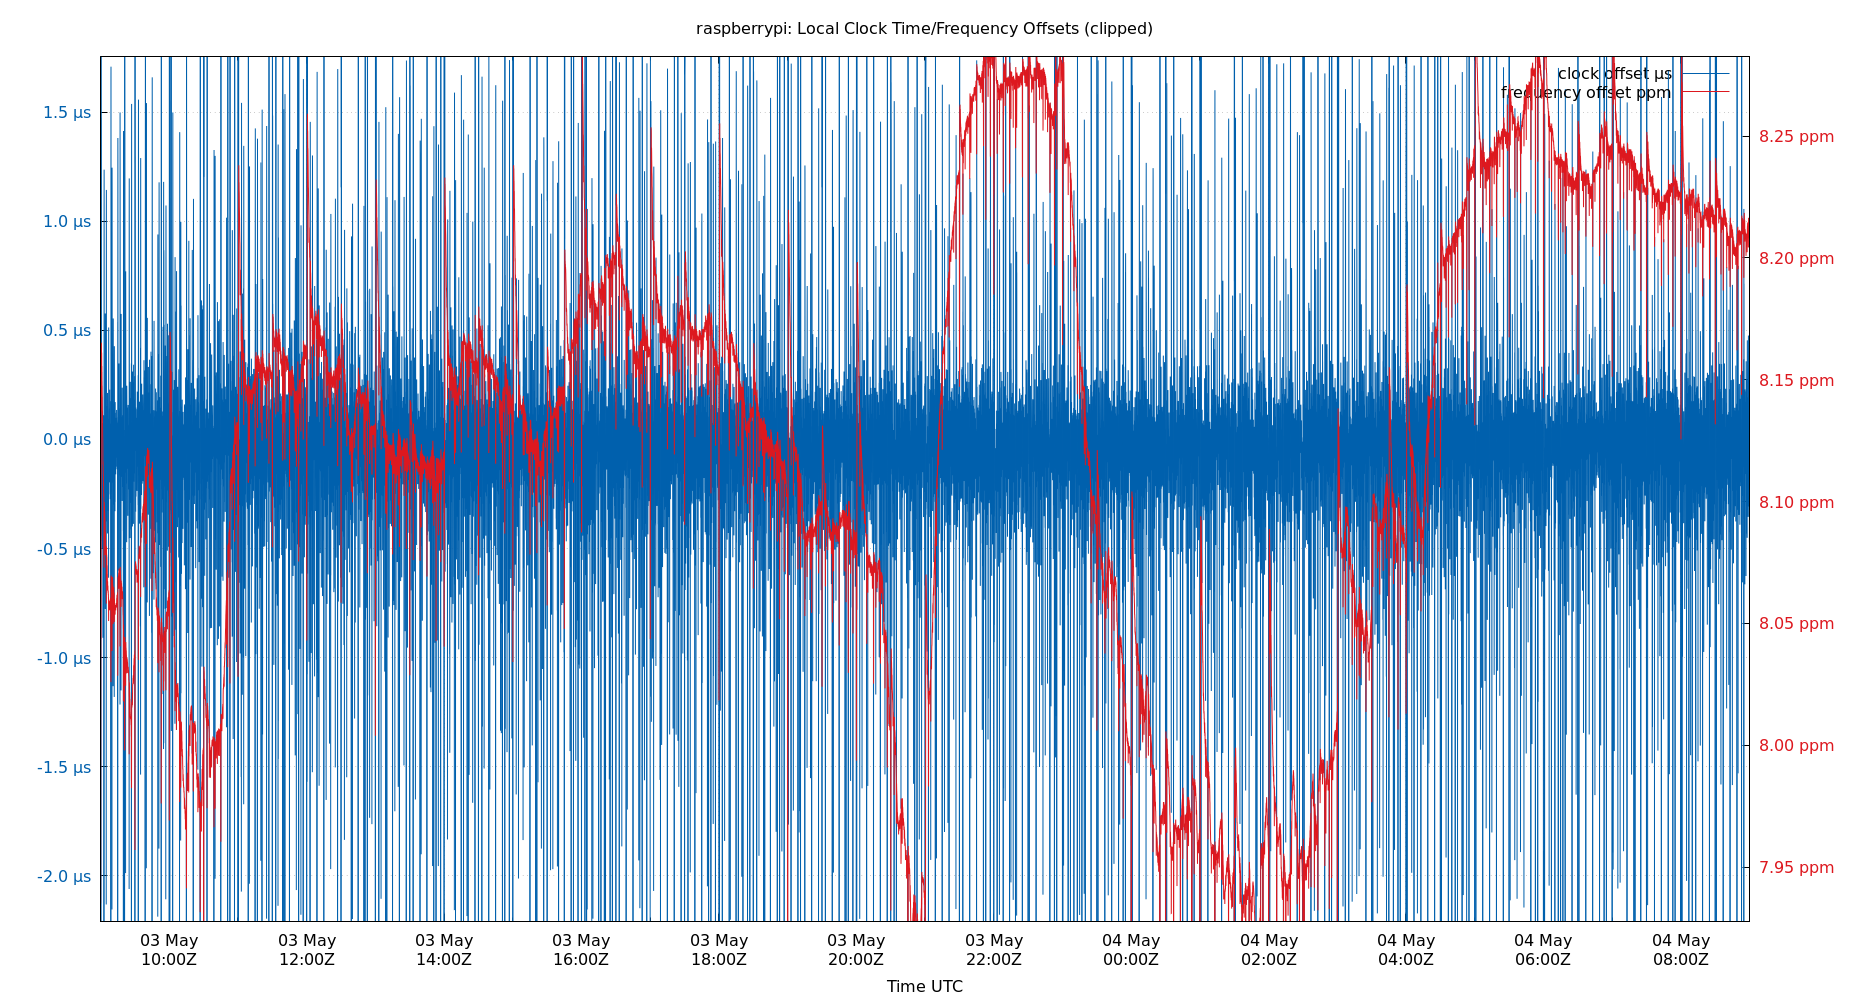 raspberrypi: Local Clock Time/Frequency Offsets (clipped)
clock offset µs
frequency offset ppm
1.5 µs
1.0 µs
0.5 µs
0.0 µs
-0.5 µs
-1.0 µs
-1.5 µs
-2.0 µs
8.25 ppm
8.20 ppm
8.15 ppm
8.10 ppm
8.05 ppm
8.00 ppm
7.95 ppm
03 May 03 May 03 May 03 May 03 May 03 May 03 May 04 May 04 May 04 May 04 May 04 May
10:00Z 12:00Z 14:00Z 16:00Z 18:00Z 20:00Z 22:00Z 00:00Z 02:00Z 04:00Z 06:00Z 08:00Z
Time UTC